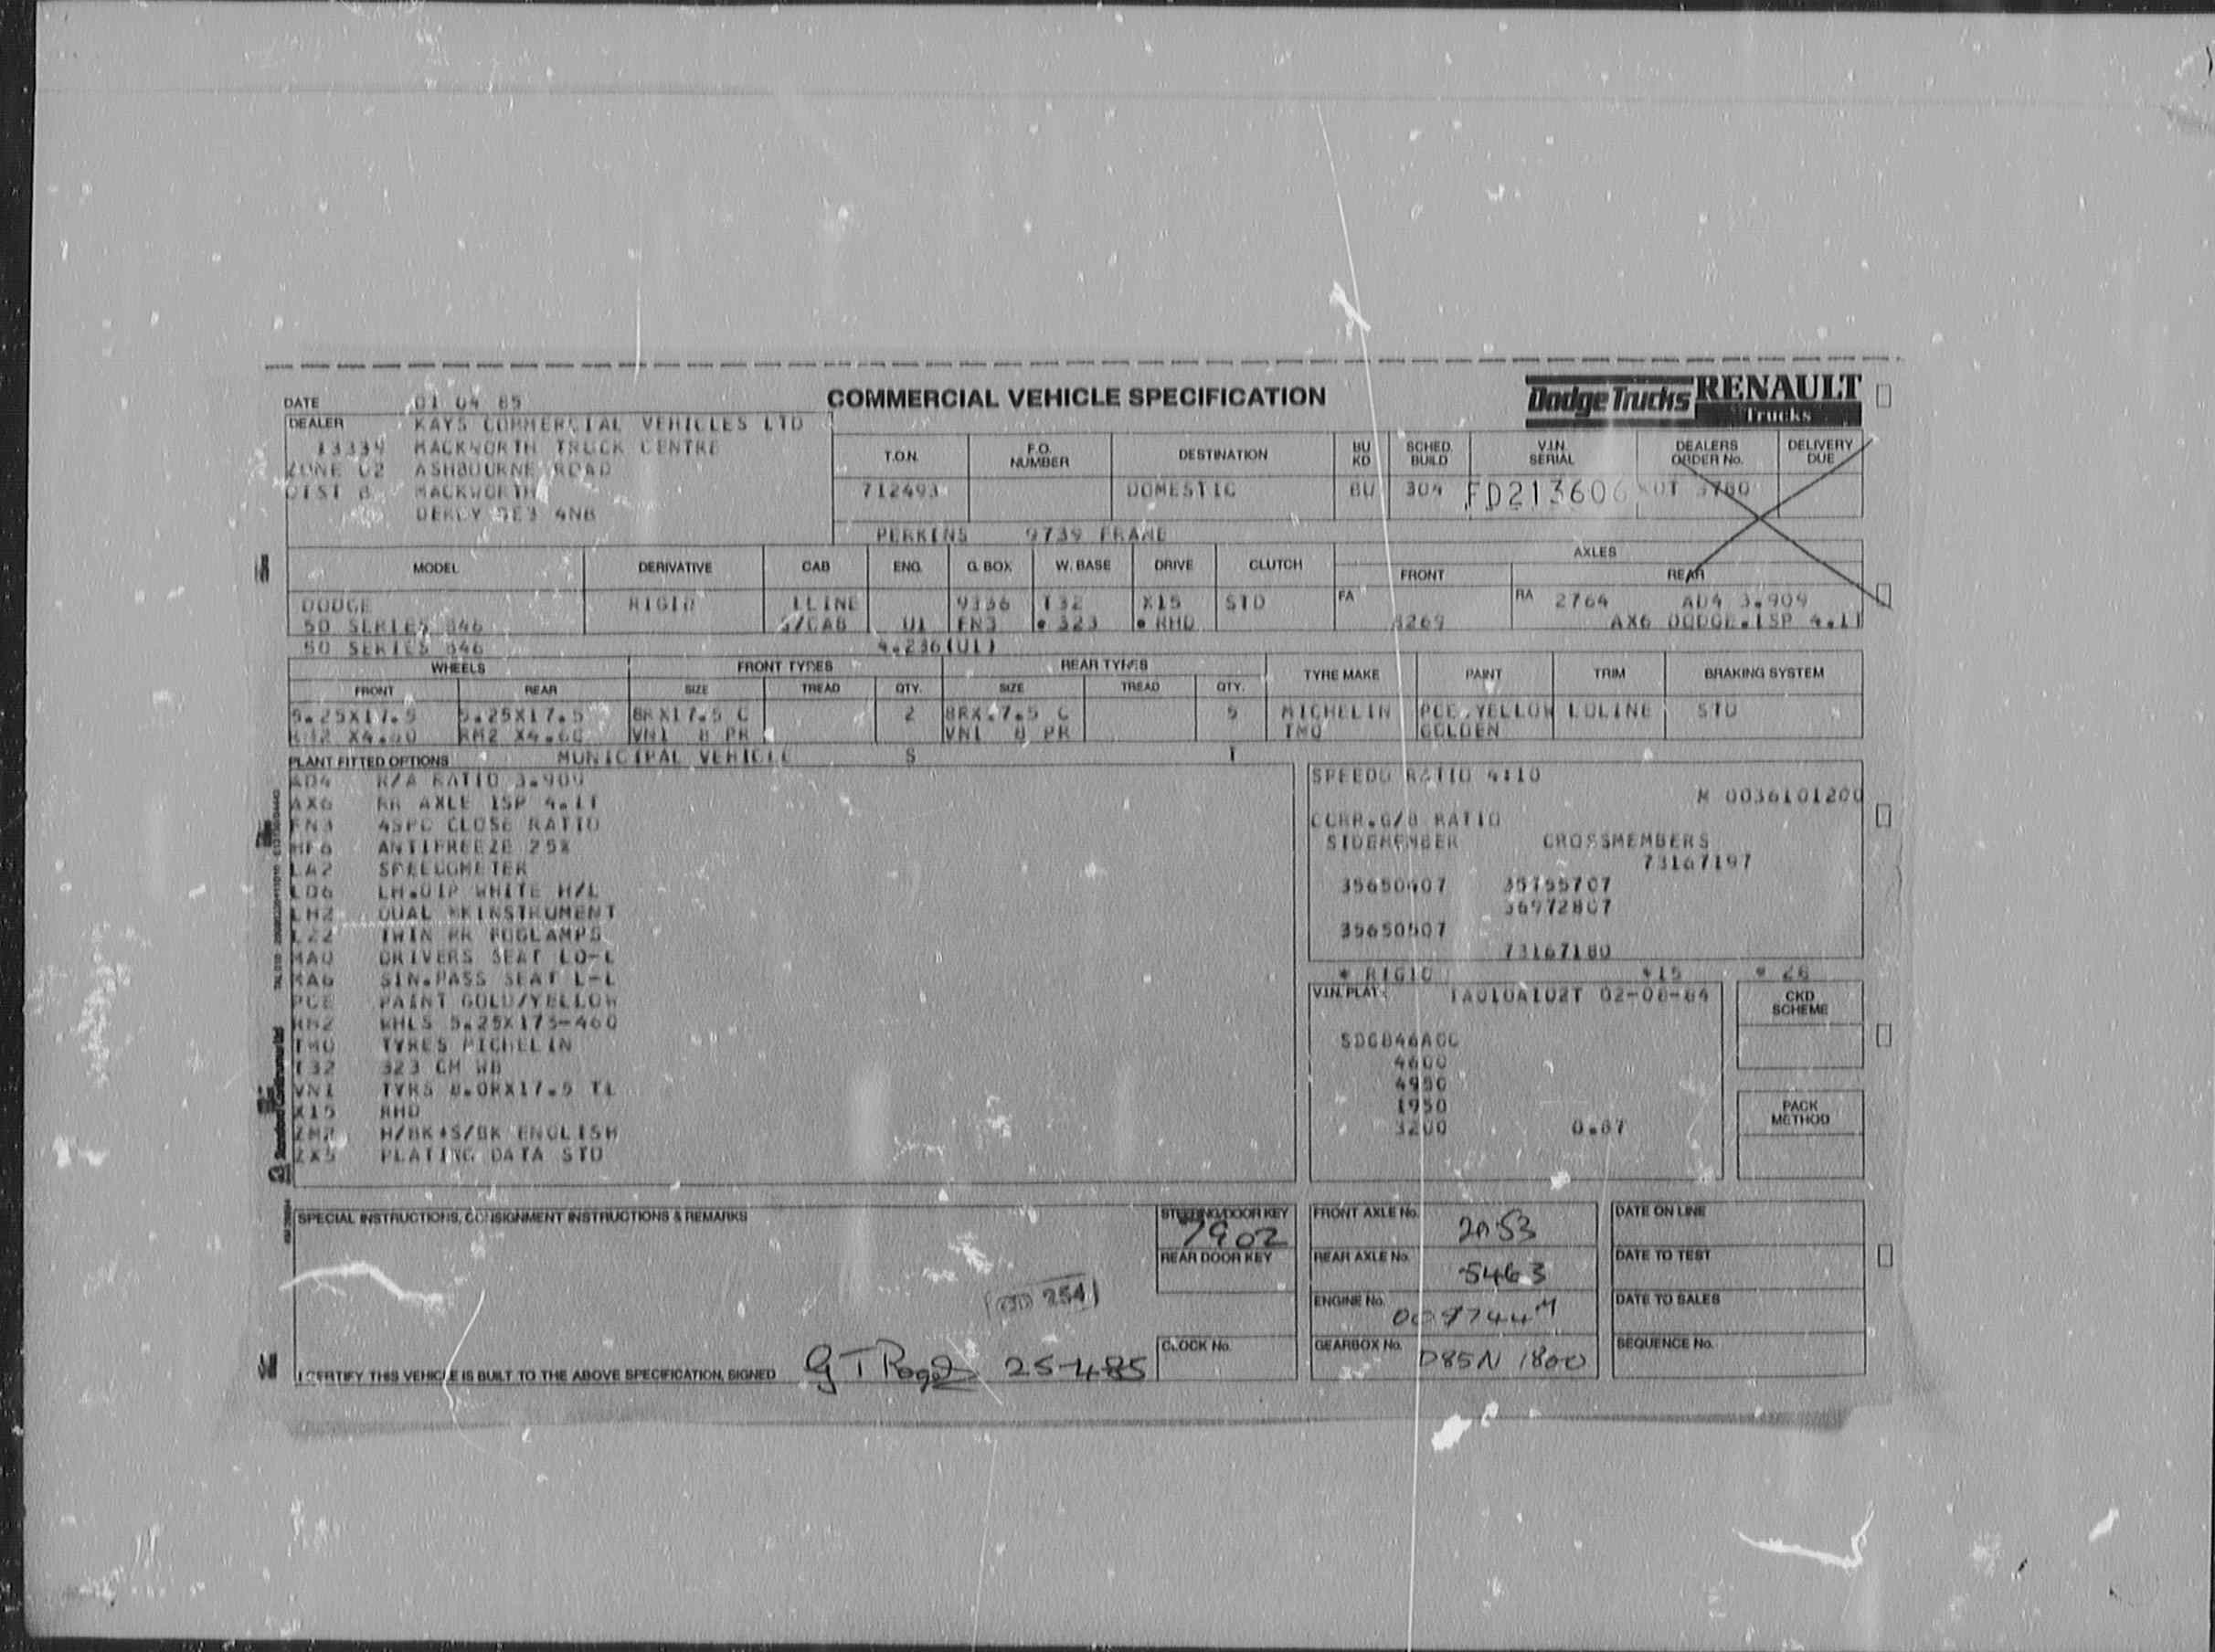 DATE 01 04 85
COMMERCIAL VEHICLE SPECIFICATION
Dodge Trucks RENAULT Trucks
DEALER KAYS COMMERCIAL VEHICLES LTD
13339 MACKWORTH TRUCK CENTRE
ZONE 02 ASHBOURNE ROAD
DIST 8 MACKWORTH
DERBY DE3 4NB
T.O.N. F.O. NUMBER DESTINATION BU KD SCHED. BUILD V.I.N. SERIAL DEALERS ORDER No. DELIVERY DUE
712493 DOMESTIC BU 304 FD213606
PERKINS 9739 FRAME
MODEL DERIVATIVE CAB ENG. G. BOX W. BASE DRIVE CLUTCH AXLES
FRONT REAR
DODGE RIGID LLINE 9336 T32 X15 STD FA RA 2764 AD4 3.909
50 SERIES 846 S/CAB U1 FN3 323 RHD AX6 DODGE.1SP 4.1T
50 SERIES 846 4.236(U1)
WHEELS FRONT TYRES REAR TYRES TYRE MAKE PAINT TRIM BRAKING SYSTEM
FRONT REAR SIZE TREAD QTY. SIZE TREAD QTY.
5.25X17.5 5.25X17.5 8RX17.5 C 2 8RX.7.5 C 5 MICHELIN PCE.YELLOW LOLINE STD
RM2 X4.60 RM2 X4.60 VN1 8 PR VN1 8 PR TMO GOLDEN
PLANT FITTED OPTIONS MUNICIPAL VEHICLE S T
AD4 R/A RATIO 3.909
AX6 RR AXLE 1SP 4.1T
FN3 4SPD CLOSE RATIO
HF6 ANTIFREEZE 25%
LA2 SPEEDOMETER
LD6 LH.DIP WHITE H/L
LH2 DUAL MKINSTRUMENT
LZ2 TWIN RR FOGLAMPS
MA0 DRIVERS SEAT LO-L
MA6 SIN.PASS SEAT L-L
PCE PAINT GOLD/YELLOW
RM2 WHLS 5.25X175-460
TMO TYRES MICHELIN
T32 323 CM WB
VN1 TYRS 8.0RX17.5 TL
X15 RHD
ZM2 H/BK+S/BK ENGLISH
ZX5 PLATING DATA STD
SPEEDO RATIO 4:10
M 0036101200
CORR.G/B RATIO
SIDEMEMBER CROSSMEMBERS
73167197
35650407 35755707
36972807
35650507
73167180
* RIGID *15 * 26
V.I.N. PLATE TA010A102T 02-08-84
4600
4950
1950
3200 0.87
CKD SCHEME
PACK METHOD
SPECIAL INSTRUCTIONS, CONSIGNMENT INSTRUCTIONS & REMARKS
STEERING/DOOR KEY 7902
REAR DOOR KEY
CLOCK No.
FRONT AXLE No. 2053
REAR AXLE No. 5463
ENGINE No. 009744M
GEARBOX No. D85N 1800
DATE ON LINE
DATE TO TEST
DATE TO SALES
SEQUENCE No.
254
I CERTIFY THIS VEHICLE IS BUILT TO THE ABOVE SPECIFICATION, SIGNED 25-4-85